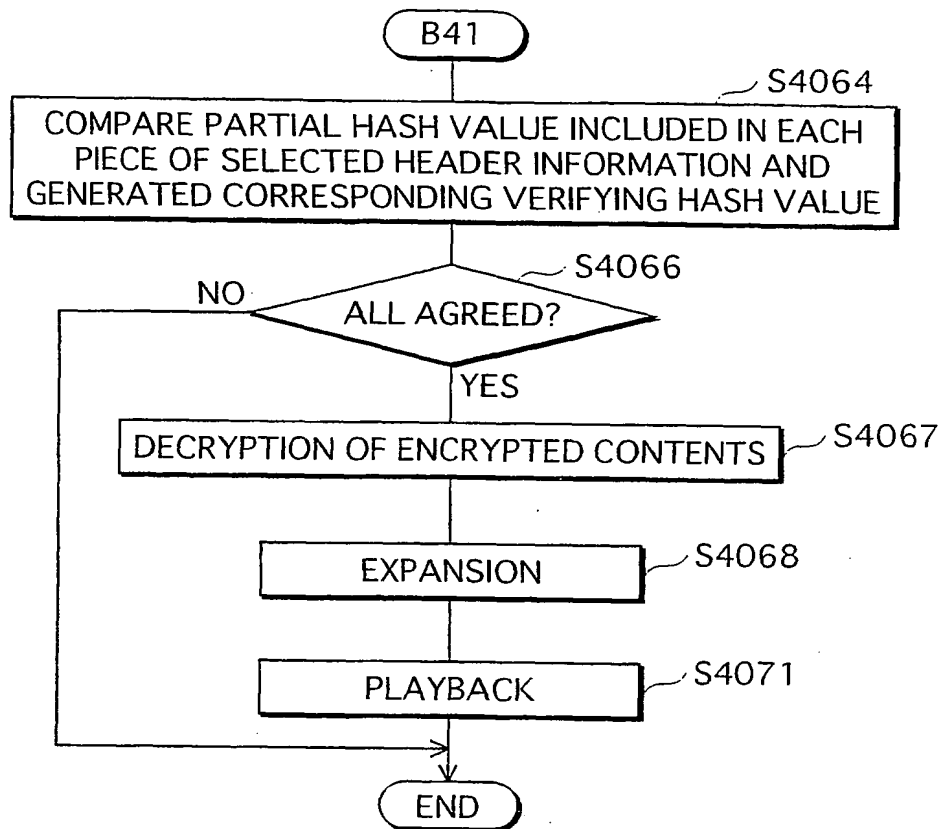 B41
S4064
COMPARE PARTIAL HASH VALUE INCLUDED IN EACH
PIECE OF SELECTED HEADER INFORMATION AND
GENERATED CORRESPONDING VERIFYING HASH VALUE
S4066
NO
ALL AGREED?
YES
DECRYPTION OF ENCRYPTED CONTENTS
S4067
EXPANSION
S4068
PLAYBACK
S4071
END